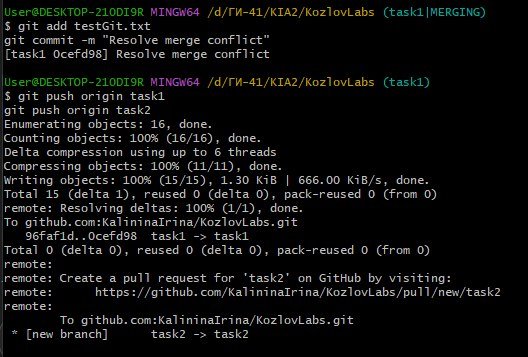 User@DESKTOP-21ODI9R MINGW64 /d/ГИ-41/KIA2/KozlovLabs (task1|MERGING)
$ git add testGit.txt
git commit -m "Resolve merge conflict"
[task1 0cefd98] Resolve merge conflict
User@DESKTOP-21ODI9R MINGW64 /d/ГИ-41/KIA2/KozlovLabs (task1)
$ git push origin task1
git push origin task2
Enumerating objects: 16, done.
Counting objects: 100% (16/16), done.
Delta compression using up to 6 threads
Compressing objects: 100% (11/11), done.
Writing objects: 100% (15/15), 1.30 KiB | 666.00 KiB/s, done.
Total 15 (delta 1), reused 0 (delta 0), pack-reused 0 (from 0)
remote: Resolving deltas: 100% (1/1), done.
To github.com:KalininaIrina/KozlovLabs.git
96faf1d..0cefd98 task1 -> task1
Total 0 (delta 0), reused 0 (delta 0), pack-reused 0 (from 0)
remote:
remote: Create a pull request for 'task2' on GitHub by visiting:
remote: https://github.com/KalininaIrina/KozlovLabs/pull/new/task2
remote:
To github.com:KalininaIrina/KozlovLabs.git
* [new branch] task2 -> task2